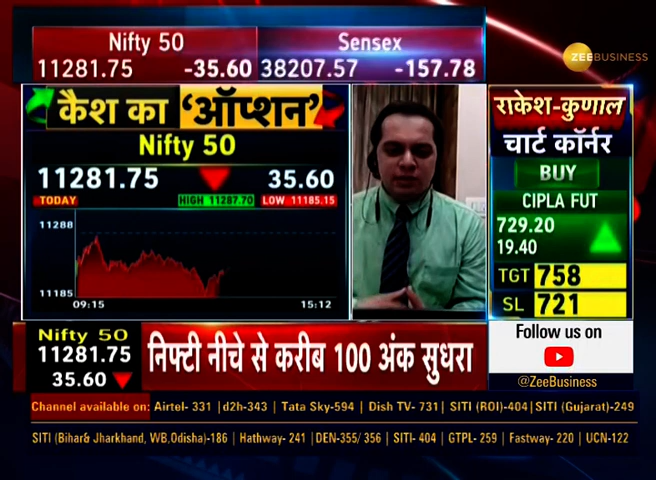 Nifty 50
11281.75 -35.60
Sensex
38207.57 -157.78
ZEE BUSINESS
कैश का 'ऑप्शन'
Nifty 50
11281.75 35.60
TODAY HIGH 11287.70 LOW 11185.15
11288
11185
09:15 15:12
राकेश-कुणाल
चार्ट कॉर्नर
BUY
CIPLA FUT
729.20
19.40
TGT 758
SL 721
Nifty 50
11281.75
35.60
निफ्टी नीचे से करीब 100 अंक सुधरा
Follow us on
@ZeeBusiness
Channel available on: Airtel- 331 | d2h-343 | Tata Sky-594 | Dish TV- 731 | SITI (ROI)-404 | SITI (Gujarat)-249
SITI (Bihar& Jharkhand, WB,Odisha)-186 | Hathway- 241 | DEN-355/ 356 | SITI- 404 | GTPL- 259 | Fastway- 220 | UCN-122